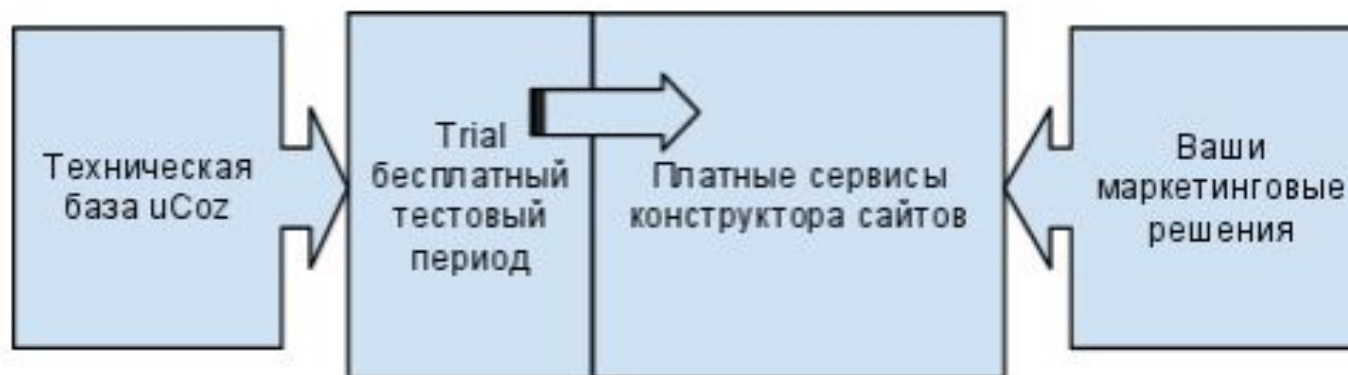 Техническая
база uCoz
Trial
бесплатный
тестовый
период
Платные сервисы
конструктора сайтов
Ваши
маркетинговые
решения